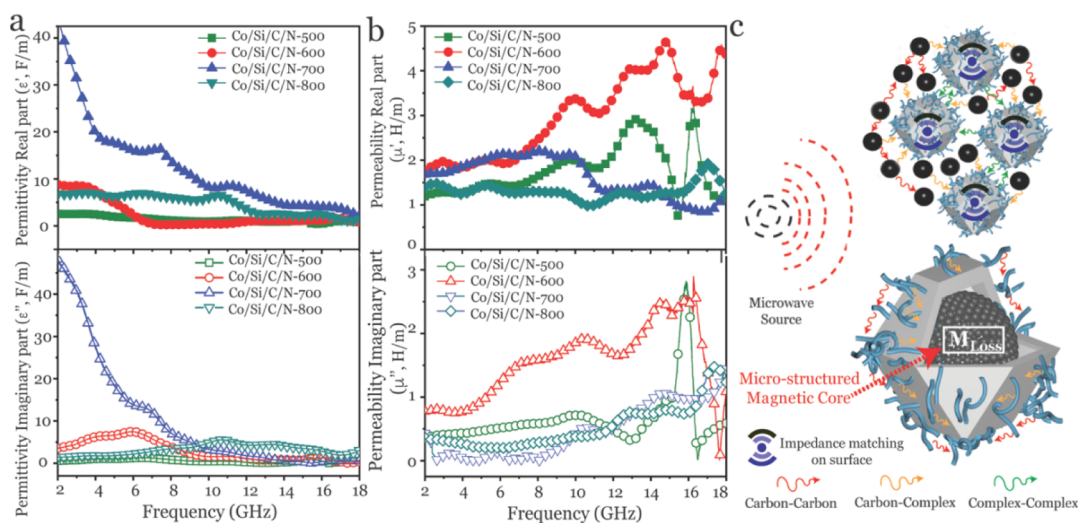 a
Permittivity Real part (ε', F/m)
40
30
20
10
0
Co/Si/C/N-500
Co/Si/C/N-600
Co/Si/C/N-700
Co/Si/C/N-800
Permittivity Imaginary part (ε", F/m)
40
30
20
10
0
Co/Si/C/N-500
Co/Si/C/N-600
Co/Si/C/N-700
Co/Si/C/N-800
2 4 6 8 10 12 14 16 18
Frequency (GHz)
b
Permeability Real part
(μ', H/m)
5
4
3
2
1
0
Co/Si/C/N-500
Co/Si/C/N-600
Co/Si/C/N-700
Co/Si/C/N-800
Permeability Imaginary part
((μ", H/m)
3
2
1
0
Co/Si/C/N-500
Co/Si/C/N-600
Co/Si/C/N-700
Co/Si/C/N-800
2 4 6 8 10 12 14 16 18
Frequency (GHz)
c
Microwave
Source
MLoss
Micro-structured
Magnetic Core
Impedance matching
on surface
Carbon-Carbon
Carbon-Complex
Complex-Complex